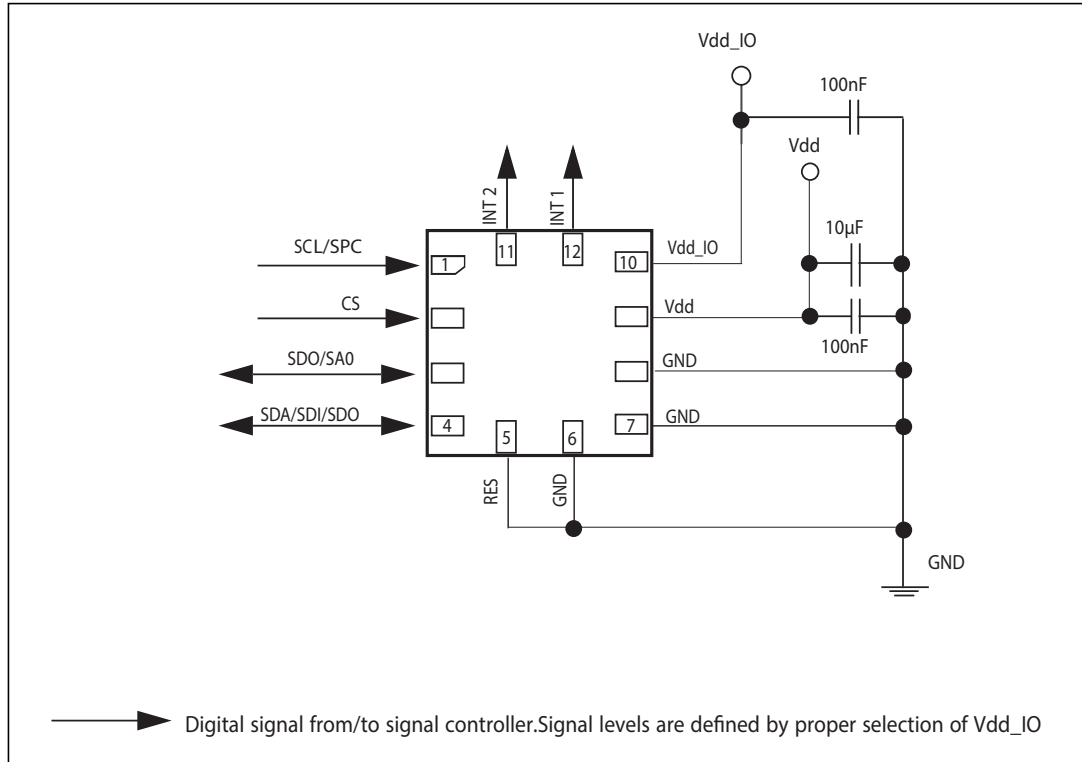 Vdd_IO
100nF
Vdd
INT 2
INT 1
10µF
SCL/SPC
1
11
12
10
Vdd_IO
CS
Vdd
100nF
SDO/SA0
GND
SDA/SDI/SDO
4
5
6
7
GND
RES
GND
GND
Digital signal from/to signal controller.Signal levels are defined by proper selection of Vdd_IO